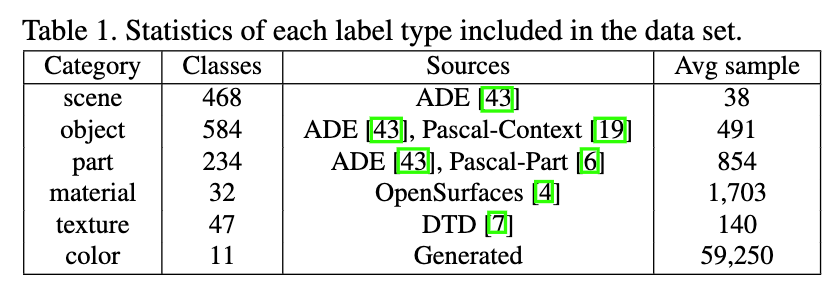 Table 1. Statistics of each label type included in the data set.
Category Classes Sources Avg sample
scene 468 ADE [43] 38
object 584 ADE [43], Pascal-Context [19] 491
part 234 ADE [43], Pascal-Part [6] 854
material 32 OpenSurfaces [4] 1,703
texture 47 DTD [7] 140
color 11 Generated 59,250